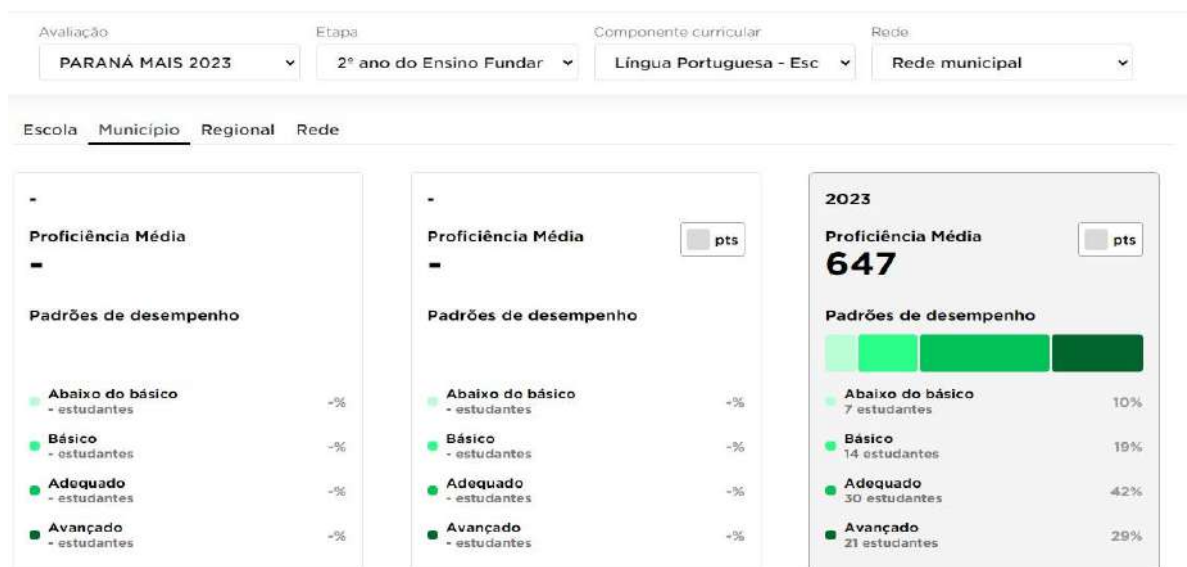 Avaliação Etapa Componente curricular Rede
PARANÁ MAIS 2023 2º ano do Ensino Fundar Língua Portuguesa - Esc Rede municipal
Escola Município Regional Rede
-
Proficiência Média
-
Padrões de desempenho
Abaixo do básico
- estudantes -%
Básico
- estudantes -%
Adequado
- estudantes -%
Avançado
- estudantes -%
-
Proficiência Média pts
-
Padrões de desempenho
Abaixo do básico
- estudantes -%
Básico
- estudantes -%
Adequado
- estudantes -%
Avançado
- estudantes -%
2023
Proficiência Média pts
647
Padrões de desempenho
Abaixo do básico
7 estudantes 10%
Básico
14 estudantes 19%
Adequado
30 estudantes 42%
Avançado
21 estudantes 29%